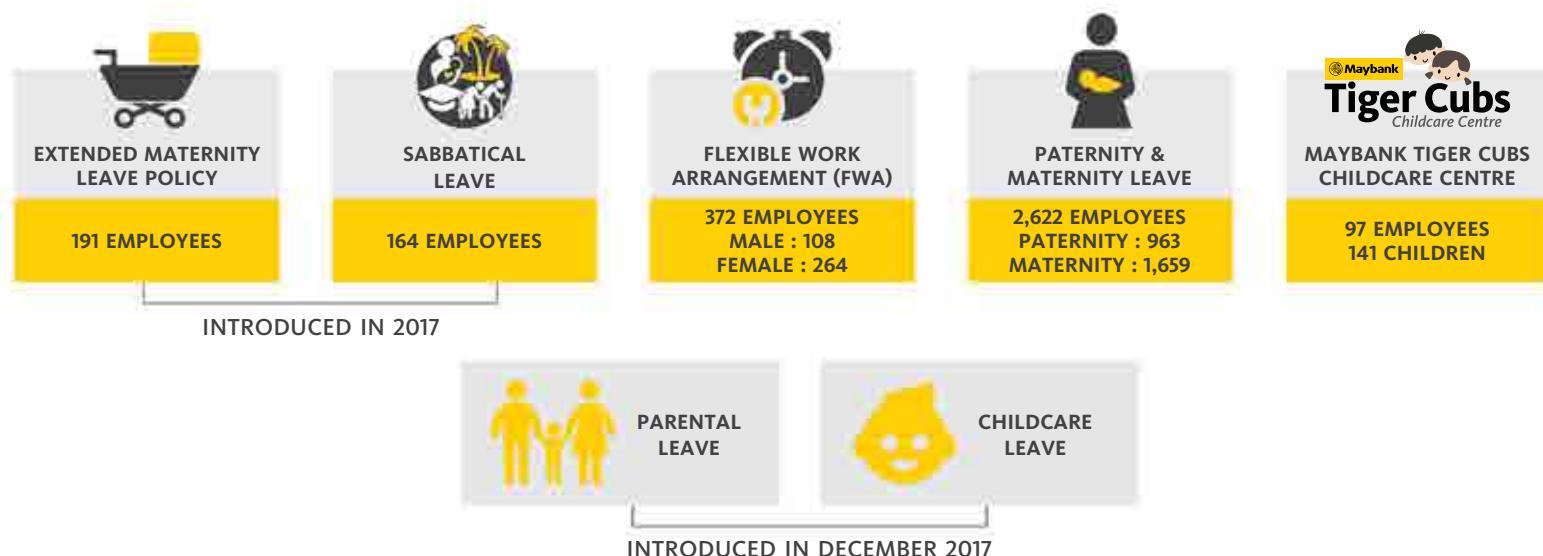 Maybank
Tiger Cubs
Childcare Centre
EXTENDED MATERNITY
LEAVE POLICY
191 EMPLOYEES
SABBATICAL
LEAVE
164 EMPLOYEES
FLEXIBLE WORK
ARRANGEMENT (FWA)
372 EMPLOYEES
MALE : 108
FEMALE : 264
PATERNITY &
MATERNITY LEAVE
2,622 EMPLOYEES
PATERNITY : 963
MATERNITY : 1,659
MAYBANK TIGER CUBS
CHILDCARE CENTRE
97 EMPLOYEES
141 CHILDREN
INTRODUCED IN 2017
PARENTAL
LEAVE
CHILDCARE
LEAVE
INTRODUCED IN DECEMBER 2017